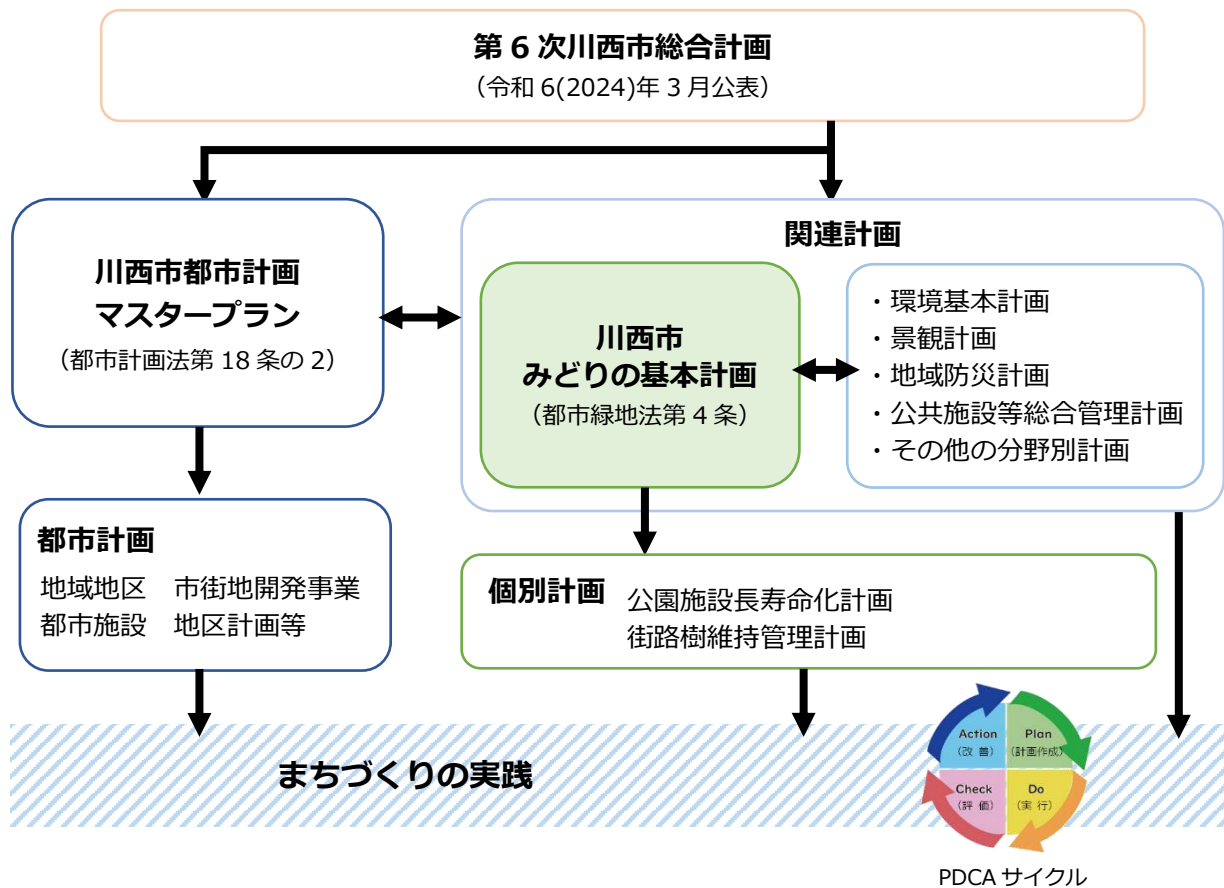 第 6 次川西市総合計画
（令和 6(2024)年 3 月公表）
川西市都市計画
マスタープラン
（都市計画法第 18 条の 2）
関連計画
川西市
みどりの基本計画
（都市緑地法第 4 条）
・環境基本計画
・景観計画
・地域防災計画
・公共施設等総合管理計画
・その他の分野別計画
都市計画
地域地区　市街地開発事業
都市施設　地区計画等
個別計画
公園施設長寿命化計画
街路樹維持管理計画
まちづくりの実践
Action
（改 善）
Plan
（計画作成）
Check
（評 価）
Do
（実 行）
PDCA サイクル